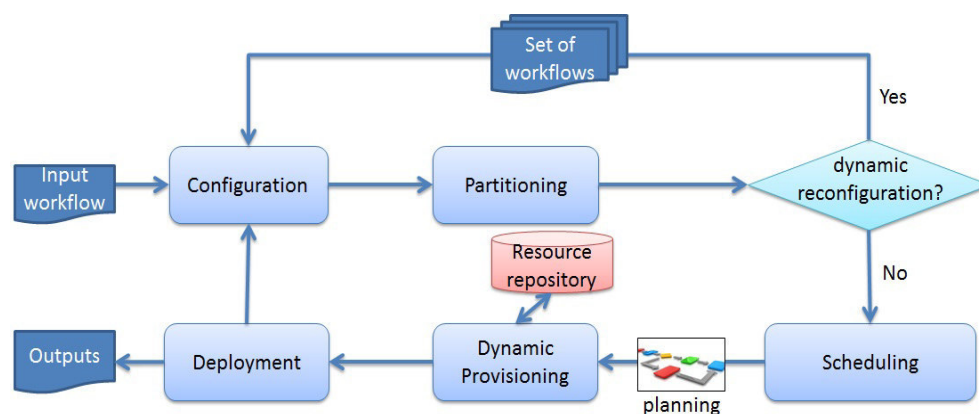 Set of
workflows
Yes
Input
workflow
Configuration
Partitioning
dynamic
reconfiguration?
Resource
repository
No
Outputs
Deployment
Dynamic
Provisioning
planning
Scheduling